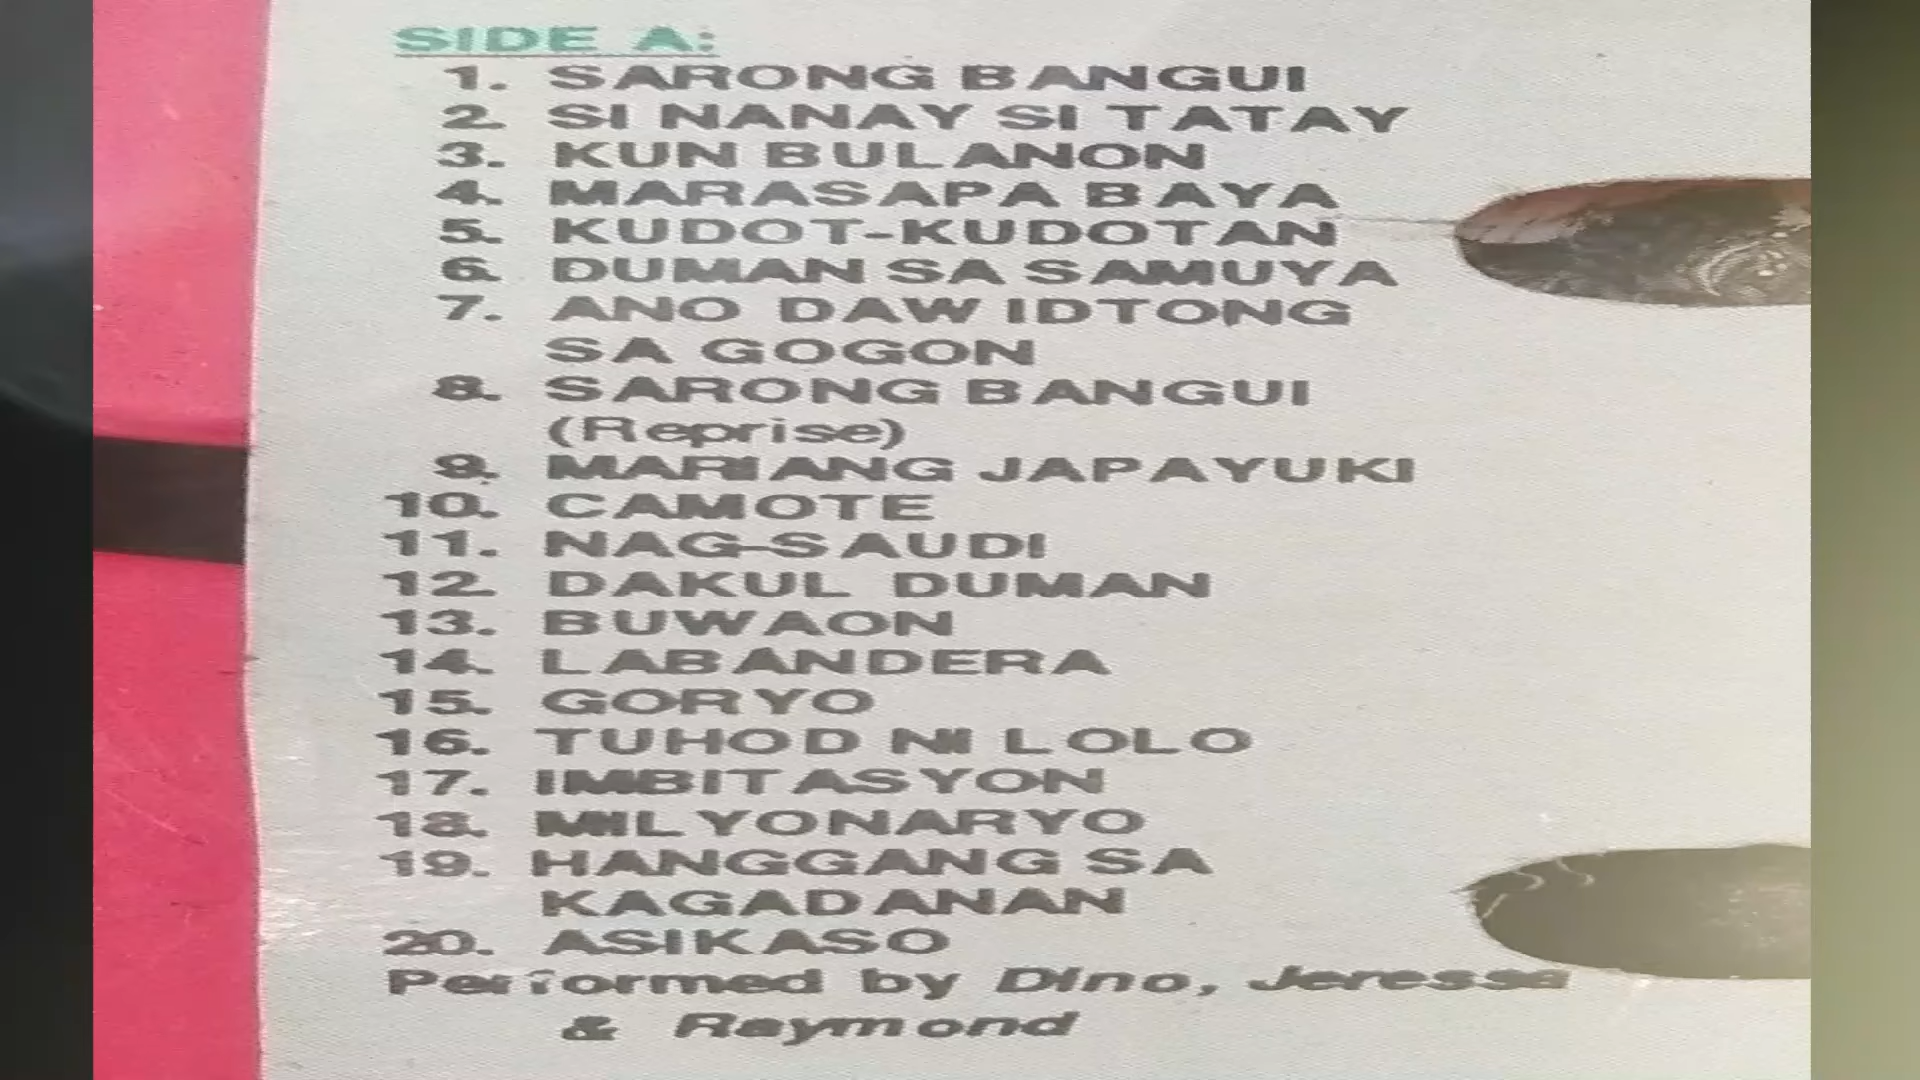 SIDE A:
1. SARONG BANGUI
2. SI NANAY SI TATAY
3. KUN BULANON
4. MARASAPA BAYA
5. KUDOT-KUDOTAN
6. DUMAN SA SAMUYA
7. ANO DAW IDTONG
SA GOGON
8. SARONG BANGUI
(Reprise)
9. MARIANG JAPAYUKI
10. CAMOTE
11. NAG-SAUDI
12. DAKUL DUMAN
13. BUWAON
14. LABANDERA
15. GORYO
16. TUHOD NI LOLO
17. IMBITASYON
18. MILYONARYO
19. HANGGANG SA
KAGADANAN
20. ASIKASO
Performed by Dino, Jeressa
& Raymond